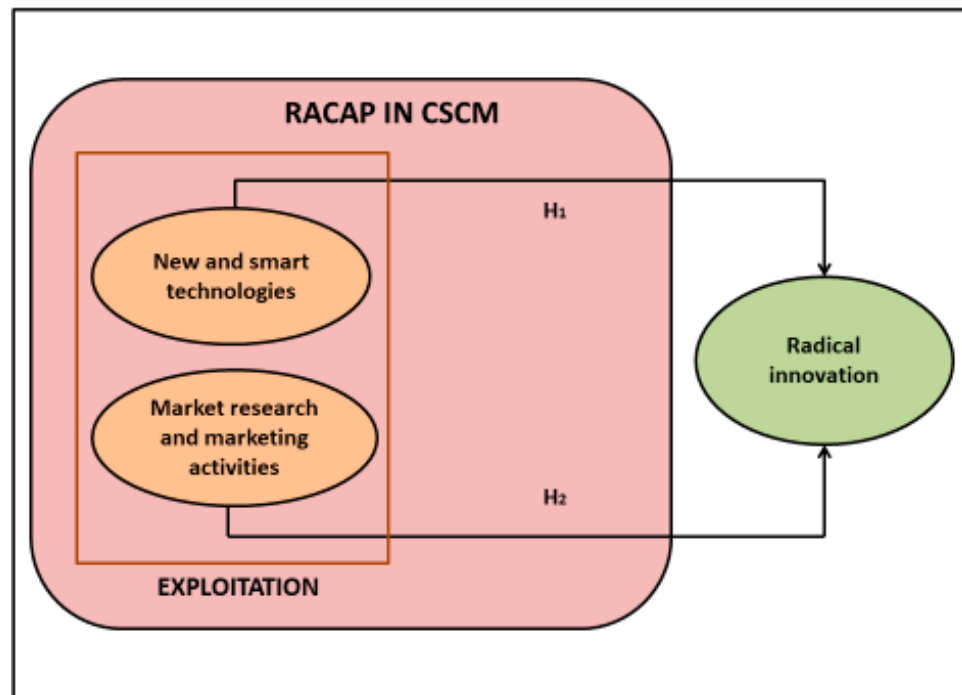 RACAP IN CSCM
H₁
New and smart
technologies
Radical
innovation
Market research
and marketing
activities
H₂
EXPLOITATION